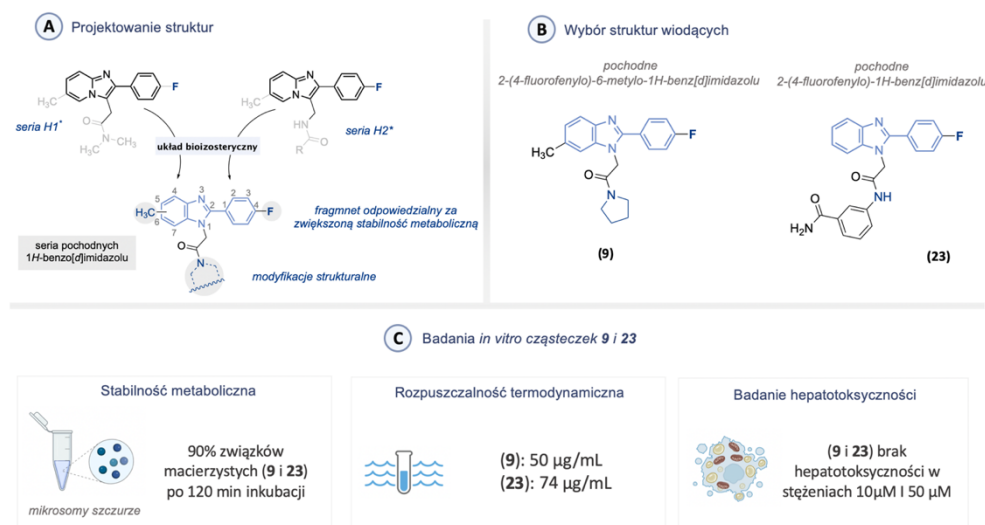 A Projektowanie struktur
N
N
F
H₃C
O
N
H₃C
CH₃
seria H1*
N
N
F
H₃C
HN
O
R
seria H2*
układ bioizosteryczny
4
5
6
7
3
N
2
N
1
1
2
3
4
F
H₃C
O
N
fragmnet odpowiedzialny za
zwiększoną stabilność metaboliczną
seria pochodnych
1H-benzo[d]imidazolu
modyfikacje strukturalne
B Wybór struktur wiodących
pochodne
2-(4-fluorofenylo)-6-metylo-1H-benz[d]imidazolu
N
N
F
H₃C
O
N
(9)
pochodne
2-(4-fluorofenylo)-1H-benz[d]imidazolu
N
N
F
O
NH
O
H₂N
(23)
C Badania in vitro cząsteczek 9 i 23
Stabilność metaboliczna
90% związków
macierzystych (9 i 23)
po 120 min inkubacji
mikrosomy szczurze
Rozpuszczalność termodynamiczna
(9): 50 µg/mL
(23): 74 µg/mL
Badanie hepatotoksyczności
(9 i 23) brak
hepatotoksyczności w
stężeniach 10µM I 50 µM